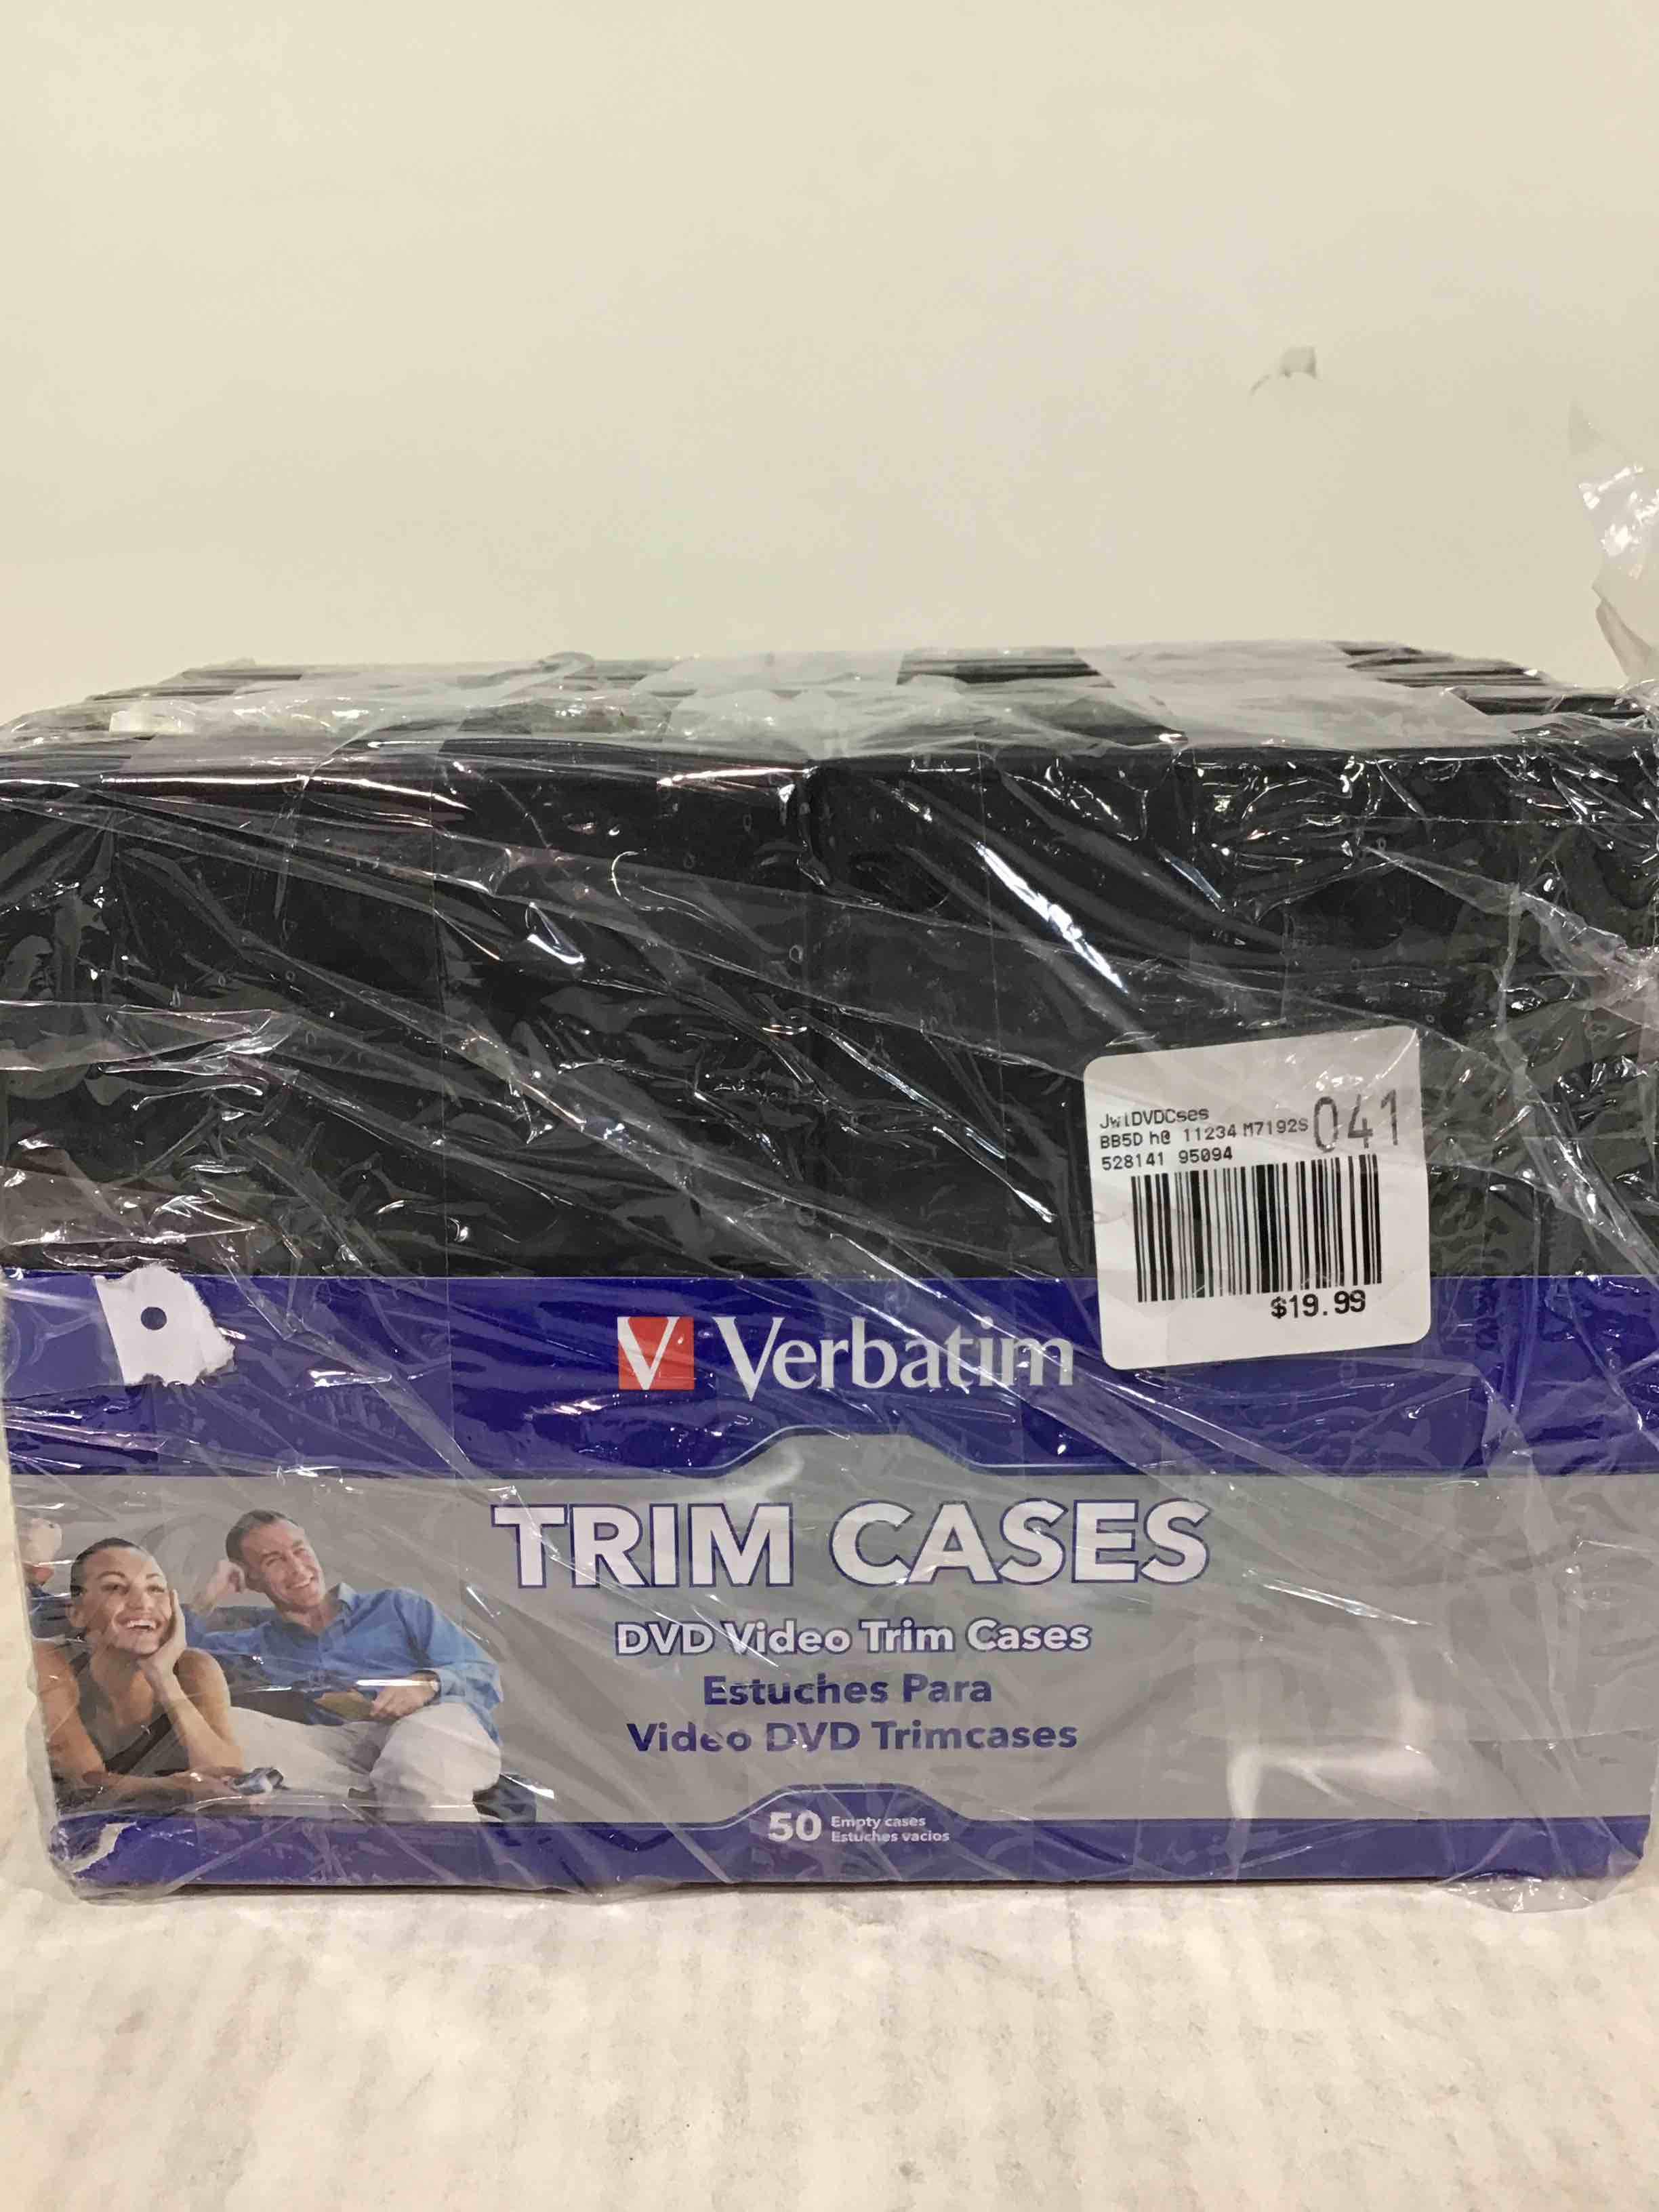 JwlDVDCses
BB5D h@ 11234 M7192S 041
528141 95094
$19.99
V Verbatim
TRIM CASES
DVD Video Trim Cases
Estuches Para
Video DVD Trimcases
50 Empty cases
Estuches vacios